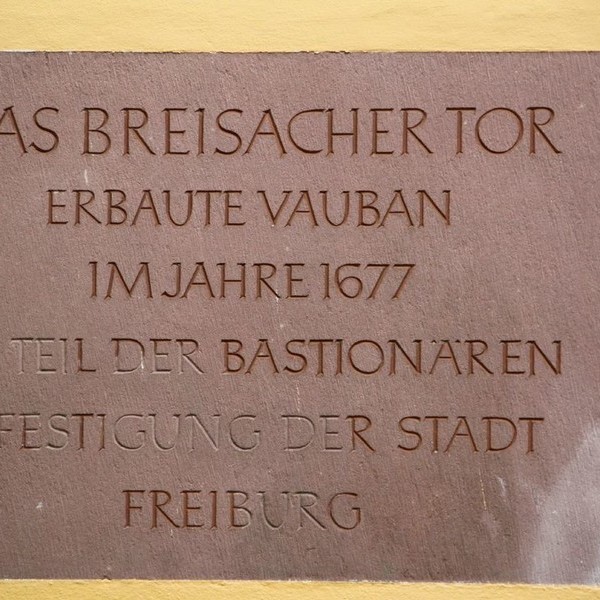 AS BREISACHER TOR
ERBAUTE VAUBAN
IM JAHRE 1677
TEIL DER BASTIONÄREN
FESTIGUNG DER STADT
FREIBURG